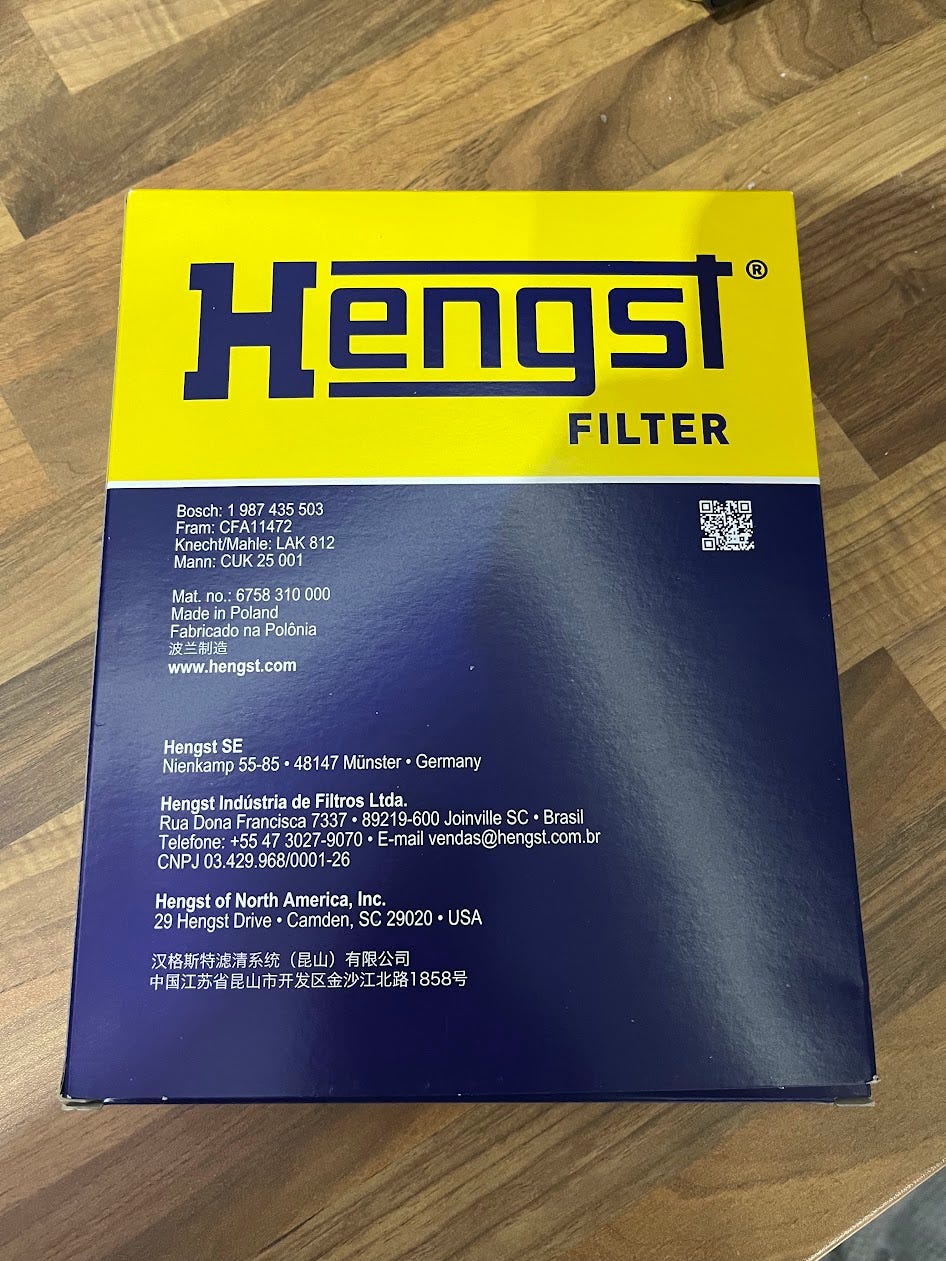 Hengst®
FILTER
Bosch: 1 987 435 503
Fram: CFA11472
Knecht/Mahle: LAK 812
Mann: CUK 25 001
Mat. no.: 6758 310 000
Made in Poland
Fabricado na Polônia
波兰制造
www.hengst.com
Hengst SE
Nienkamp 55-85 • 48147 Münster • Germany
Hengst Indústria de Filtros Ltda.
Rua Dona Francisca 7337 • 89219-600 Joinville SC • Brasil
Telefone: +55 47 3027-9070 • E-mail vendas@hengst.com.br
CNPJ 03.429.968/0001-26
Hengst of North America, Inc.
29 Hengst Drive • Camden, SC 29020 • USA
汉格斯特滤清系统（昆山）有限公司
中国江苏省昆山市开发区金沙江北路1858号